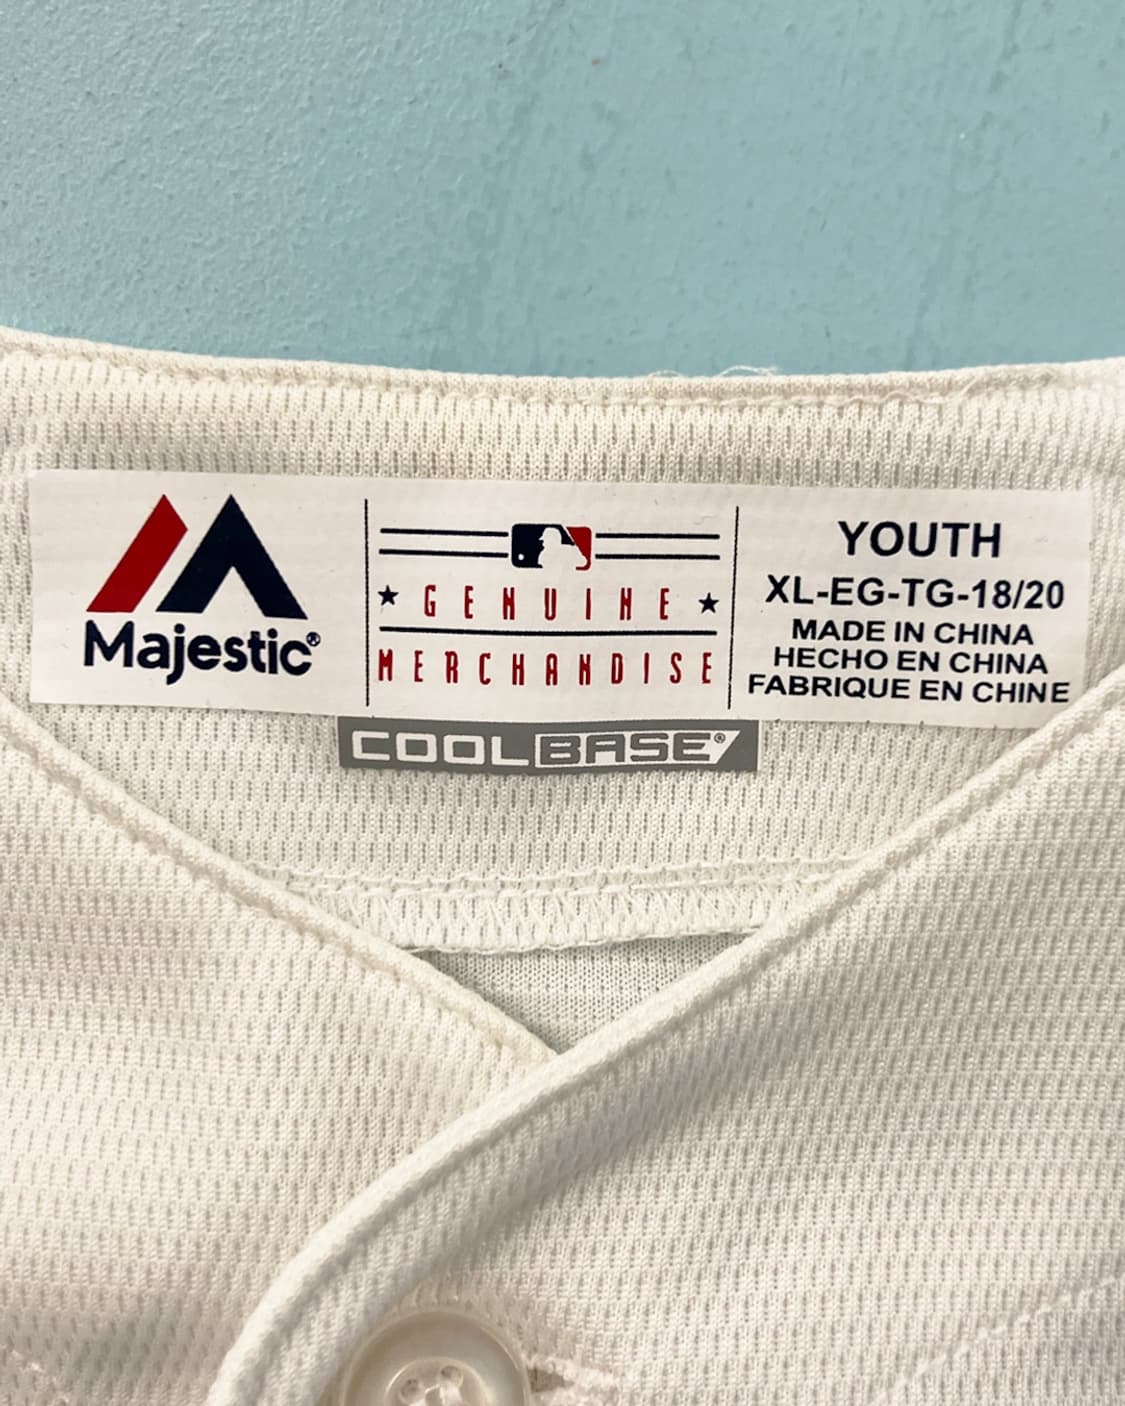 Majestic®
★ GENUINE ★
MERCHANDISE
YOUTH
XL-EG-TG-18/20
MADE IN CHINA
HECHO EN CHINA
FABRIQUE EN CHINE
COOLBASE®